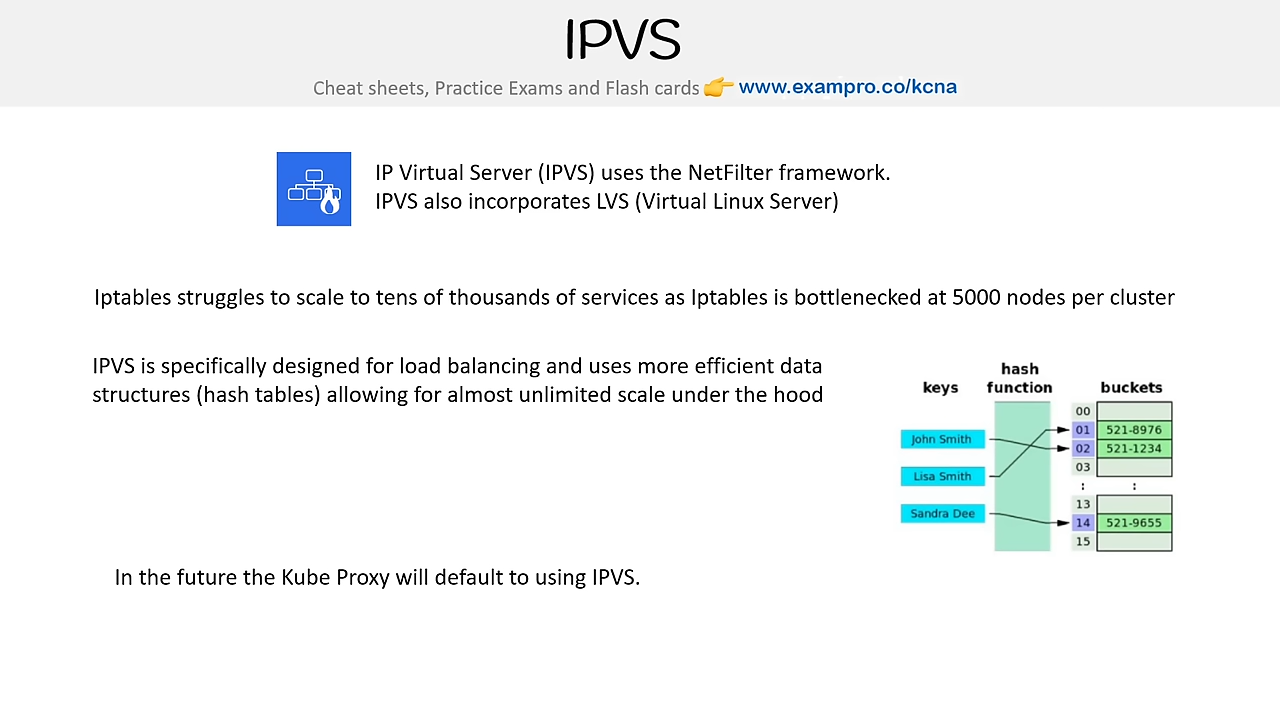 IPVS
Cheat sheets, Practice Exams and Flash cards 👉 www.exampro.co/kcna
IP Virtual Server (IPVS) uses the NetFilter framework.
IPVS also incorporates LVS (Virtual Linux Server)
Iptables struggles to scale to tens of thousands of services as Iptables is bottlenecked at 5000 nodes per cluster
IPVS is specifically designed for load balancing and uses more efficient data
structures (hash tables) allowing for almost unlimited scale under the hood
keys
hash
function
buckets
John Smith
Lisa Smith
Sandra Dee
00
01 521-8976
02 521-1234
03
: :
13
14 521-9655
15
In the future the Kube Proxy will default to using IPVS.